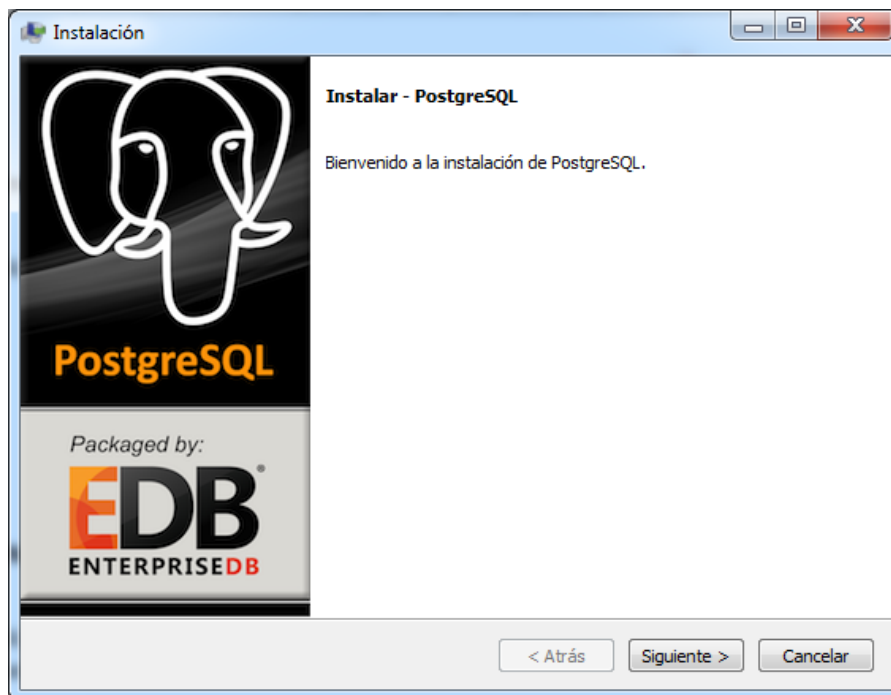 Instalación
Instalar - PostgreSQL
Bienvenido a la instalación de PostgreSQL.
PostgreSQL
Packaged by:
EDB®
ENTERPRISEDB
< Atrás
Siguiente >
Cancelar